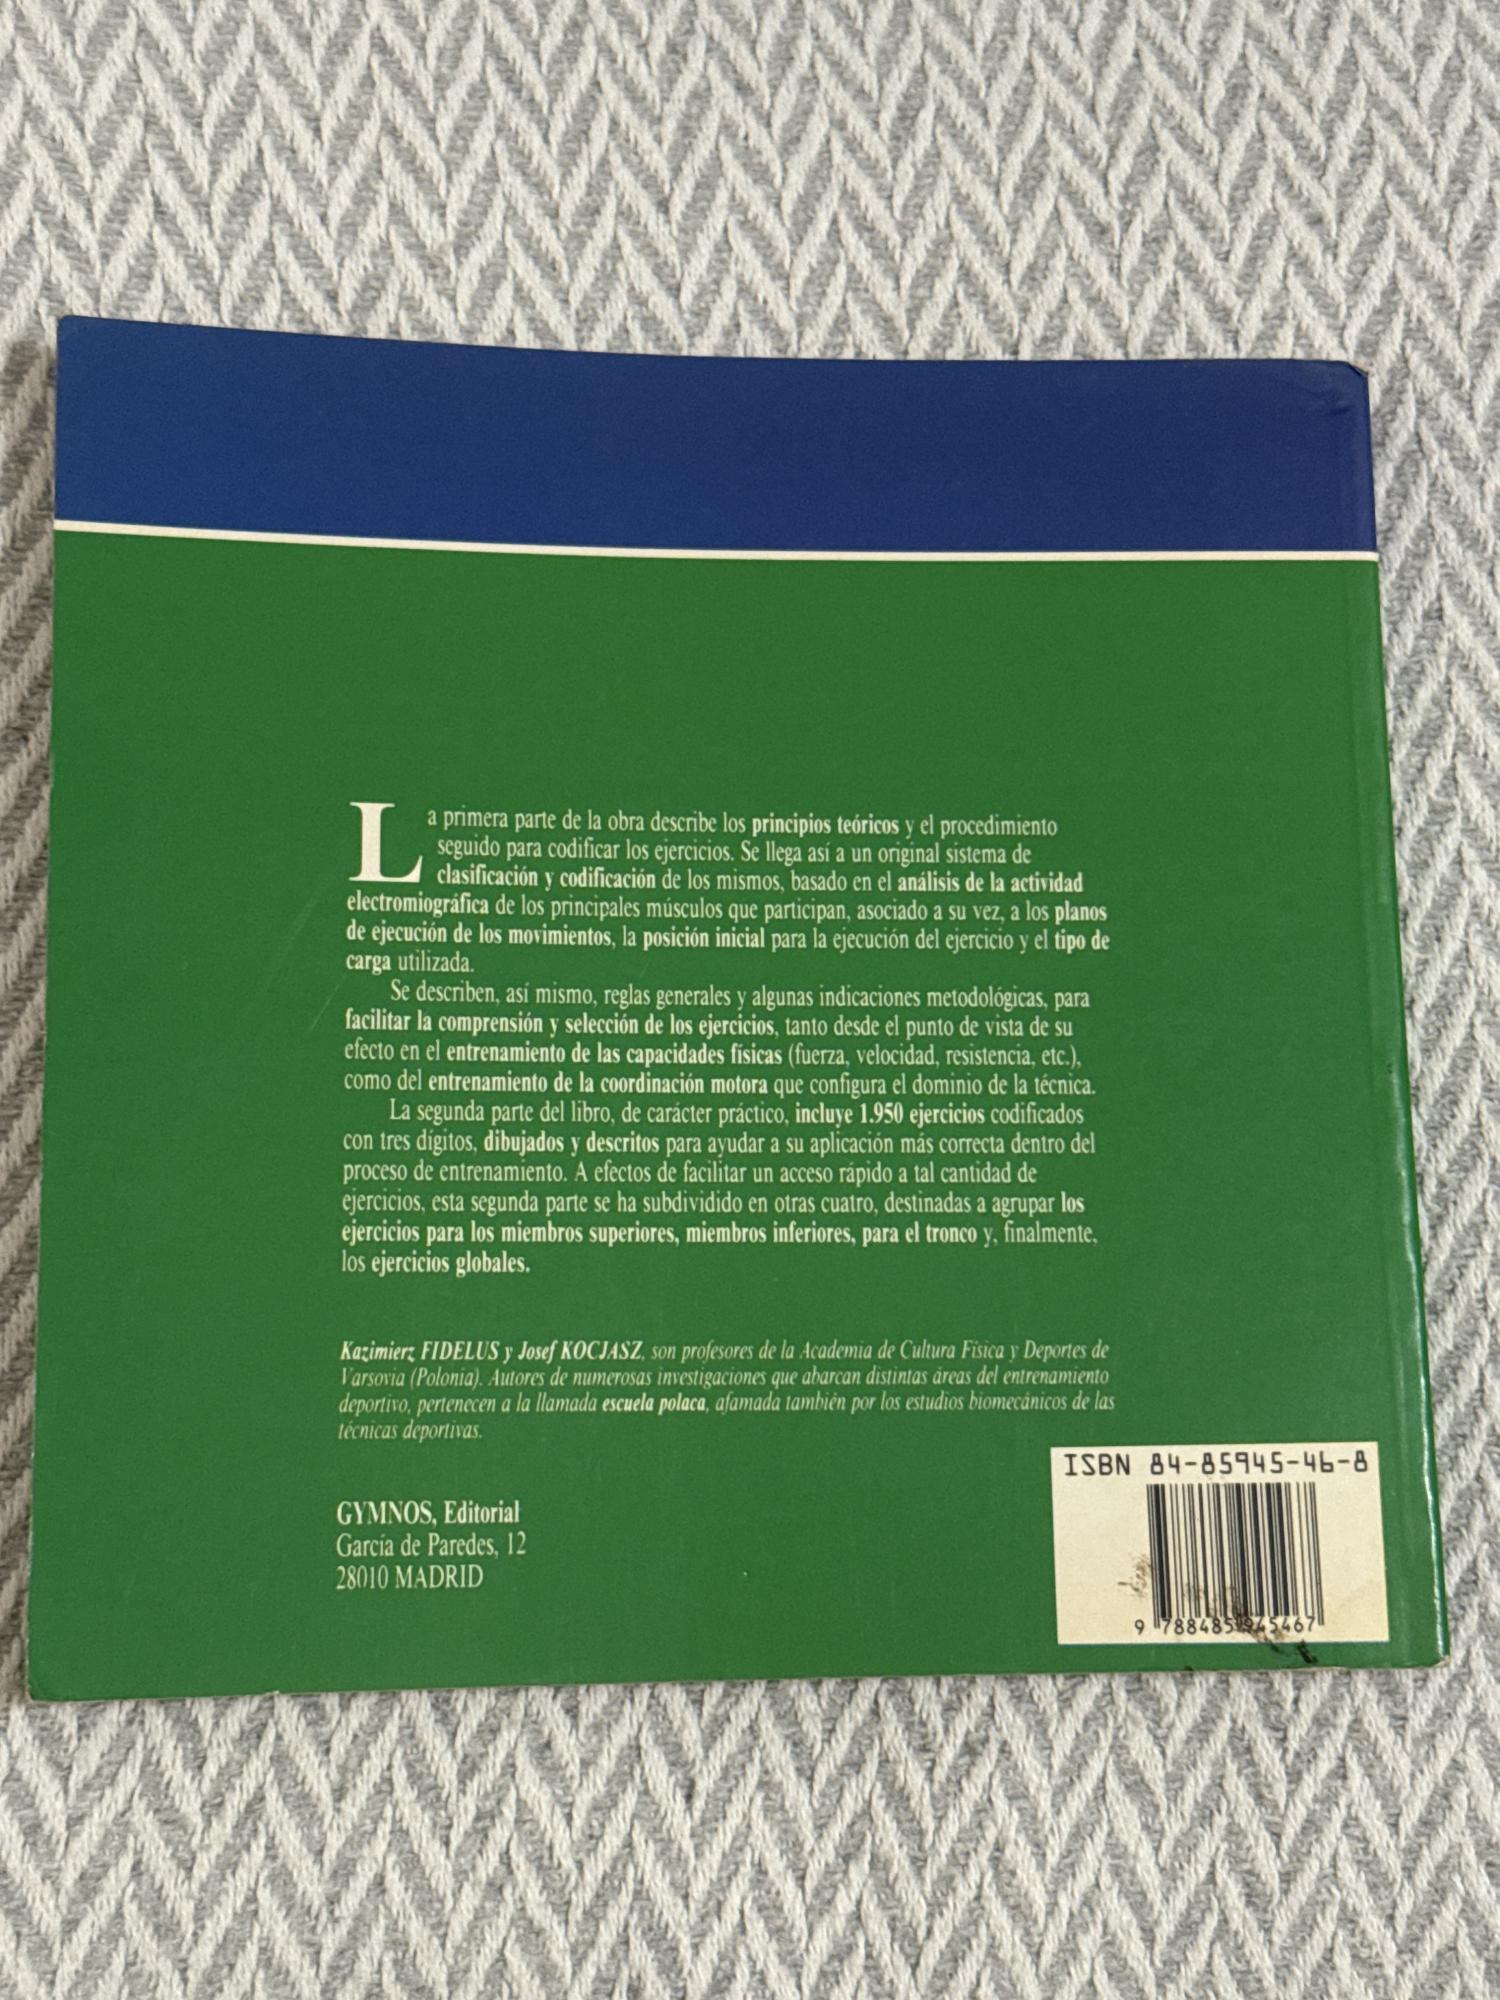 La primera parte de la obra describe los principios teóricos y el procedimiento
seguido para codificar los ejercicios. Se llega así a un original sistema de
clasificación y codificación de los mismos, basado en el análisis de la actividad
electromiográfica de los principales músculos que participan, asociado a su vez, a los planos
de ejecución de los movimientos, la posición inicial para la ejecución del ejercicio y el tipo de
carga utilizada.
Se describen, así mismo, reglas generales y algunas indicaciones metodológicas, para
facilitar la comprensión y selección de los ejercicios, tanto desde el punto de vista de su
efecto en el entrenamiento de las capacidades físicas (fuerza, velocidad, resistencia, etc.),
como del entrenamiento de la coordinación motora que configura el dominio de la técnica.
La segunda parte del libro, de carácter práctico, incluye 1.950 ejercicios codificados
con tres dígitos, dibujados y descritos para ayudar a su aplicación más correcta dentro del
proceso de entrenamiento. A efectos de facilitar un acceso rápido a tal cantidad de
ejercicios, esta segunda parte se ha subdividido en otras cuatro, destinadas a agrupar los
ejercicios para los miembros superiores, miembros inferiores, para el tronco y, finalmente,
los ejercicios globales.
Kazimierz FIDELUS y Josef KOCJASZ, son profesores de la Academia de Cultura Física y Deportes de
Varsovia (Polonia). Autores de numerosas investigaciones que abarcan distintas áreas del entrenamiento
deportivo, pertenecen a la llamada escuela polaca, afamada también por los estudios biomecánicos de las
técnicas deportivas.
GYMNOS, Editorial
García de Paredes, 12
28010 MADRID
ISBN 84-85945-46-8
9 788485 945467